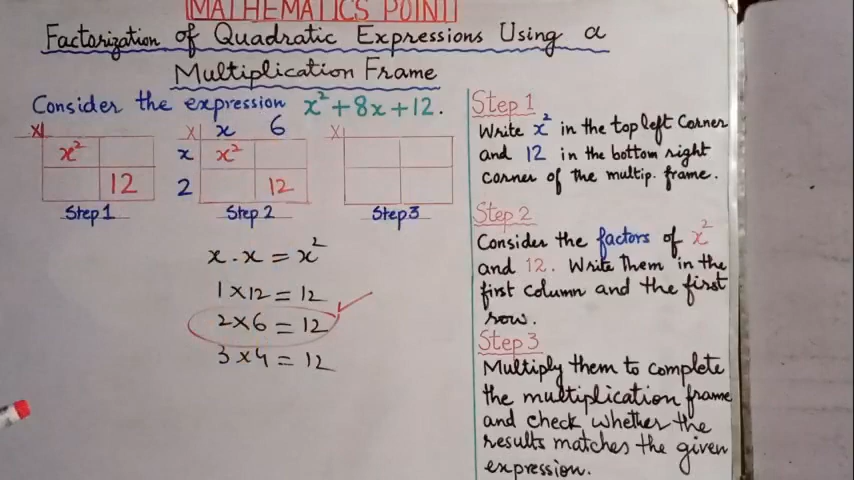 MATHEMATICS POINT
Factorization of Quadratic Expressions Using a
Multiplication Frame
Consider the expression x²+8x+12.
X
x²
12
Step 1
X x 6
x x²
2 12
Step 2
X
Step3
x . x = x²
1 × 12 = 12
2 × 6 = 12
3 × 4 = 12
Step 1
Write x² in the top left corner
and 12 in the bottom right
corner of the multip. frame.
Step 2
Consider the factors of x²
and 12. Write them in the
first column and the first
row.
Step 3
Multiply them to complete
the multiplication frame
and check whether the
results matches the given
expression.